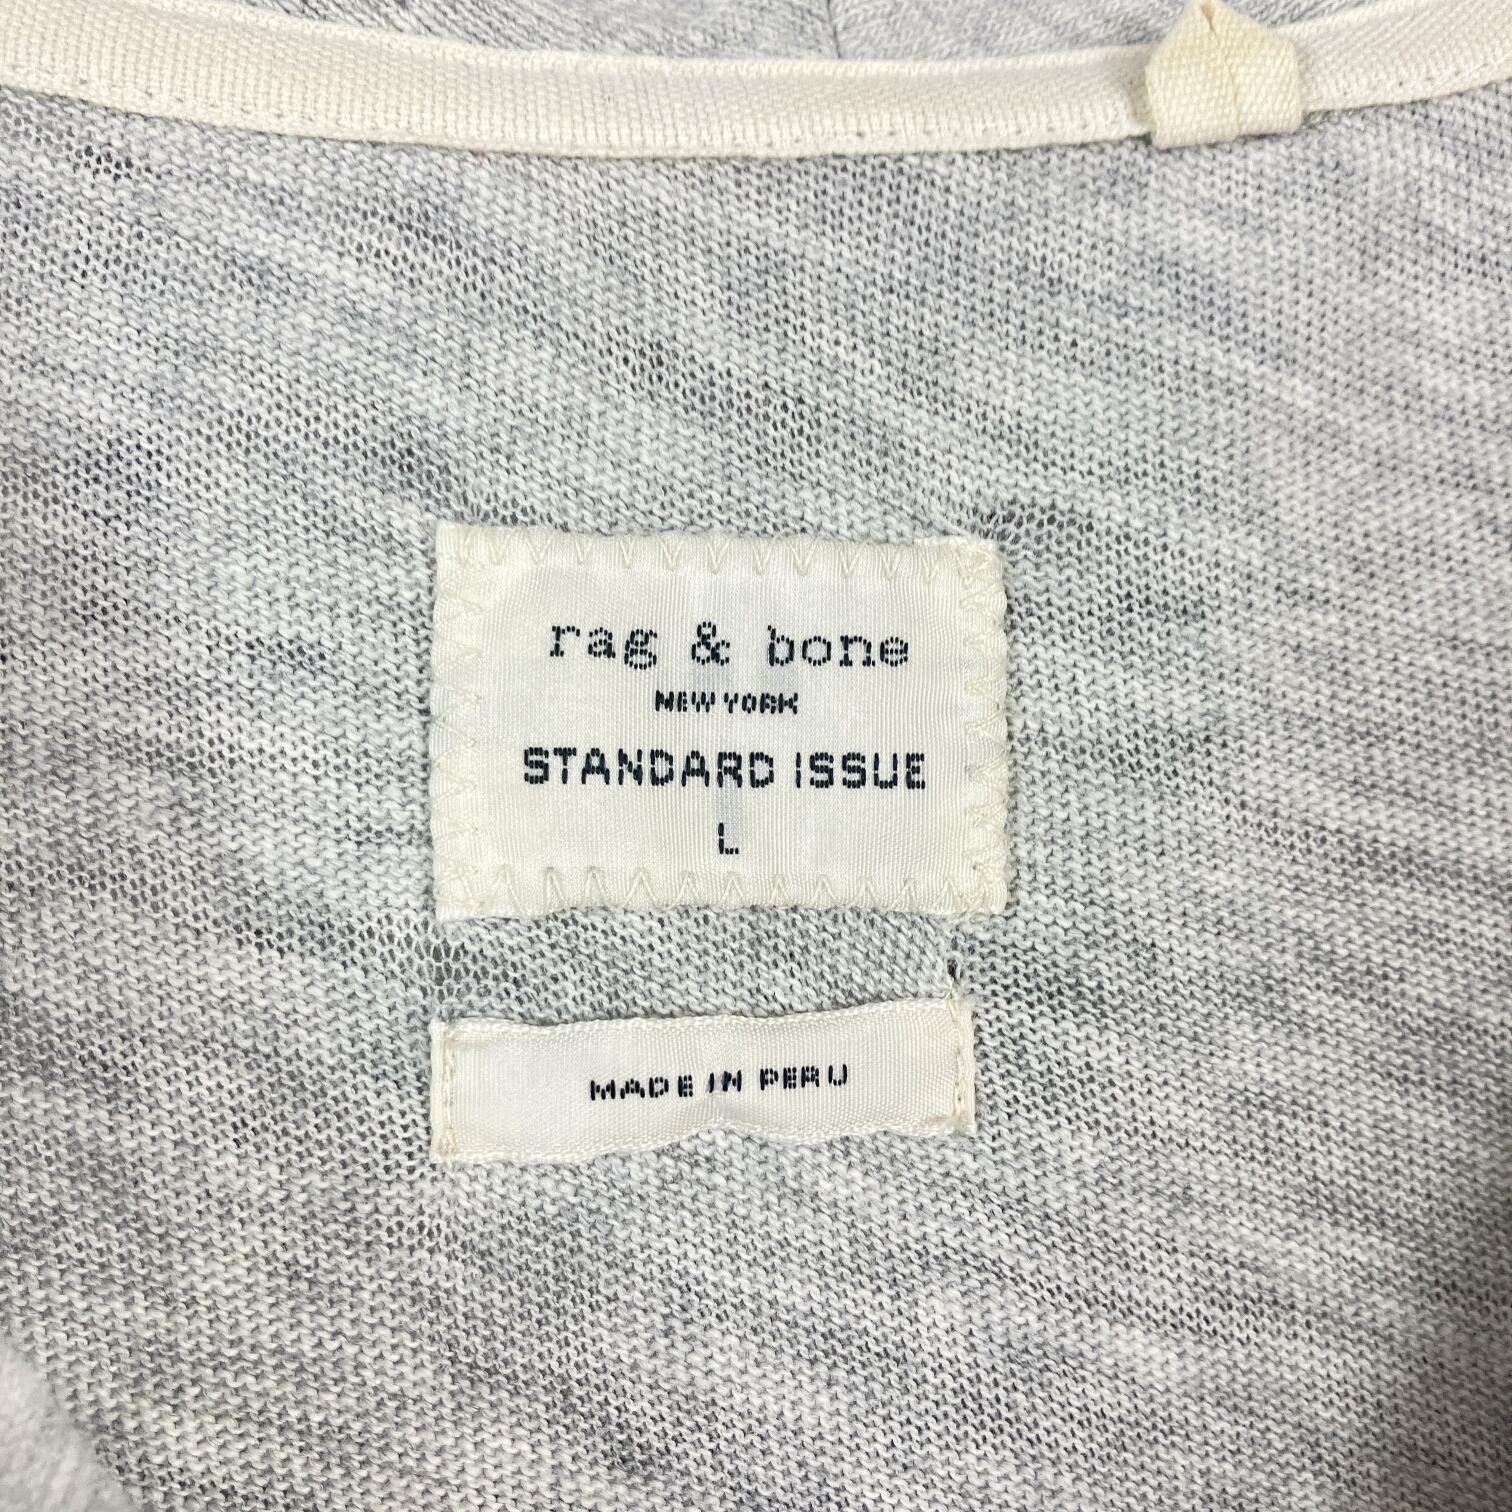 rag & bone
NEW YORK
STANDARD ISSUE
L
MADE IN PERU